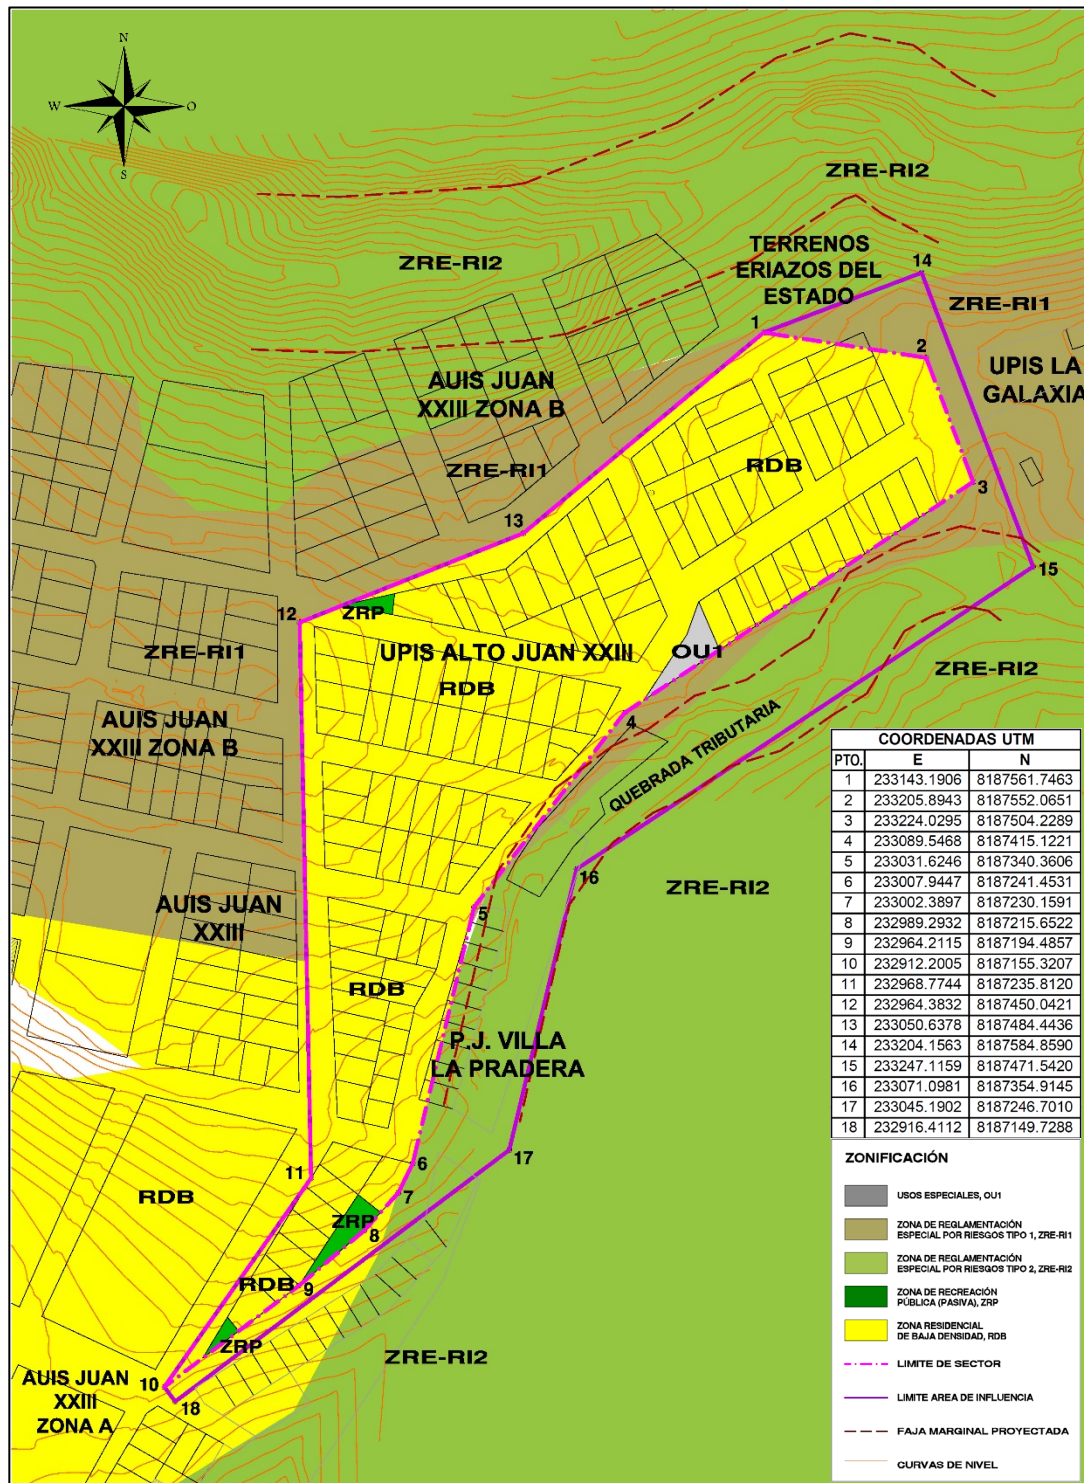 N
W
O
S
ZRE-RI2
TERRENOS
ERIAZOS DEL
ESTADO
14
ZRE-RI2
ZRE-RI1
1
2
UPIS LA
GALAXIA
AUIS JUAN
XXIII ZONA B
RDB
ZRE-RI1
3
13
15
12
ZRP
ZRE-RI1
UPIS ALTO JUAN XXIII
OU1
RDB
ZRE-RI2
4
AUIS JUAN
XXIII ZONA B
QUEBRADA TRIBUTARIA
16
ZRE-RI2
AUIS JUAN
XXIII
5
RDB
P.J. VILLA
LA PRADERA
6
17
11
7
RDB
ZRP
8
RDB
9
ZRP
ZRE-RI2
10
18
AUIS JUAN
XXIII
ZONA A
COORDENADAS UTM
PTO. E N
1 233143.1906 8187561.7463
2 233205.8943 8187552.0651
3 233224.0295 8187504.2289
4 233089.5468 8187415.1221
5 233031.6246 8187340.3606
6 233007.9447 8187241.4531
7 233002.3897 8187230.1591
8 232989.2932 8187215.6522
9 232964.2115 8187194.4857
10 232912.2005 8187155.3207
11 232968.7744 8187235.8120
12 232964.3832 8187450.0421
13 233050.6378 8187484.4436
14 233204.1563 8187584.8590
15 233247.1159 8187471.5420
16 233071.0981 8187354.9145
17 233045.1902 8187246.7010
18 232916.4112 8187149.7288
ZONIFICACIÓN
USOS ESPECIALES, OU1
ZONA DE REGLAMENTACIÓN
ESPECIAL POR RIESGOS TIPO 1, ZRE-RI1
ZONA DE REGLAMENTACIÓN
ESPECIAL POR RIESGOS TIPO 2, ZRE-RI2
ZONA DE RECREACIÓN
PÚBLICA (PASIVA), ZRP
ZONA RESIDENCIAL
DE BAJA DENSIDAD, RDB
LIMITE DE SECTOR
LIMITE AREA DE INFLUENCIA
FAJA MARGINAL PROYECTADA
CURVAS DE NIVEL